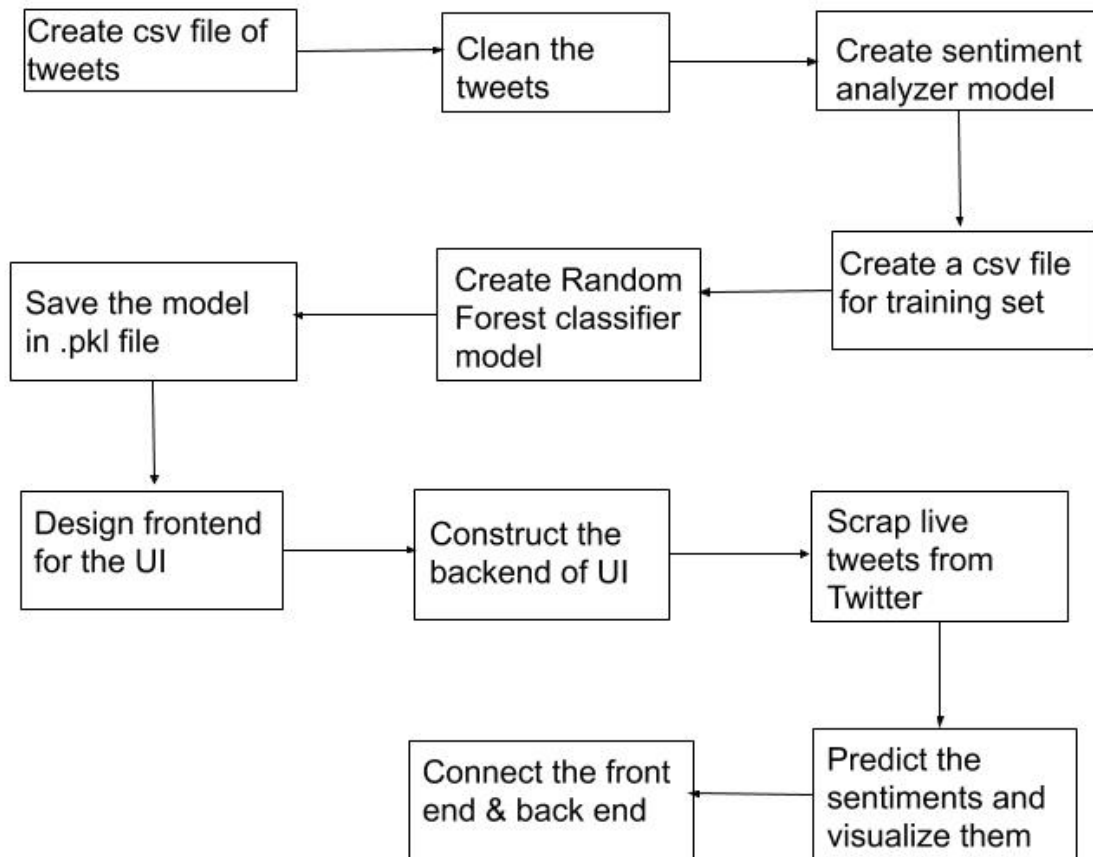 Create csv file of
tweets
Clean the
tweets
Create sentiment
analyzer model
Create a csv file
for training set
Create Random
Forest classifier
model
Save the model
in .pkl file
Design frontend
for the UI
Construct the
backend of UI
Scrap live
tweets from
Twitter
Predict the
sentiments and
visualize them
Connect the front
end & back end